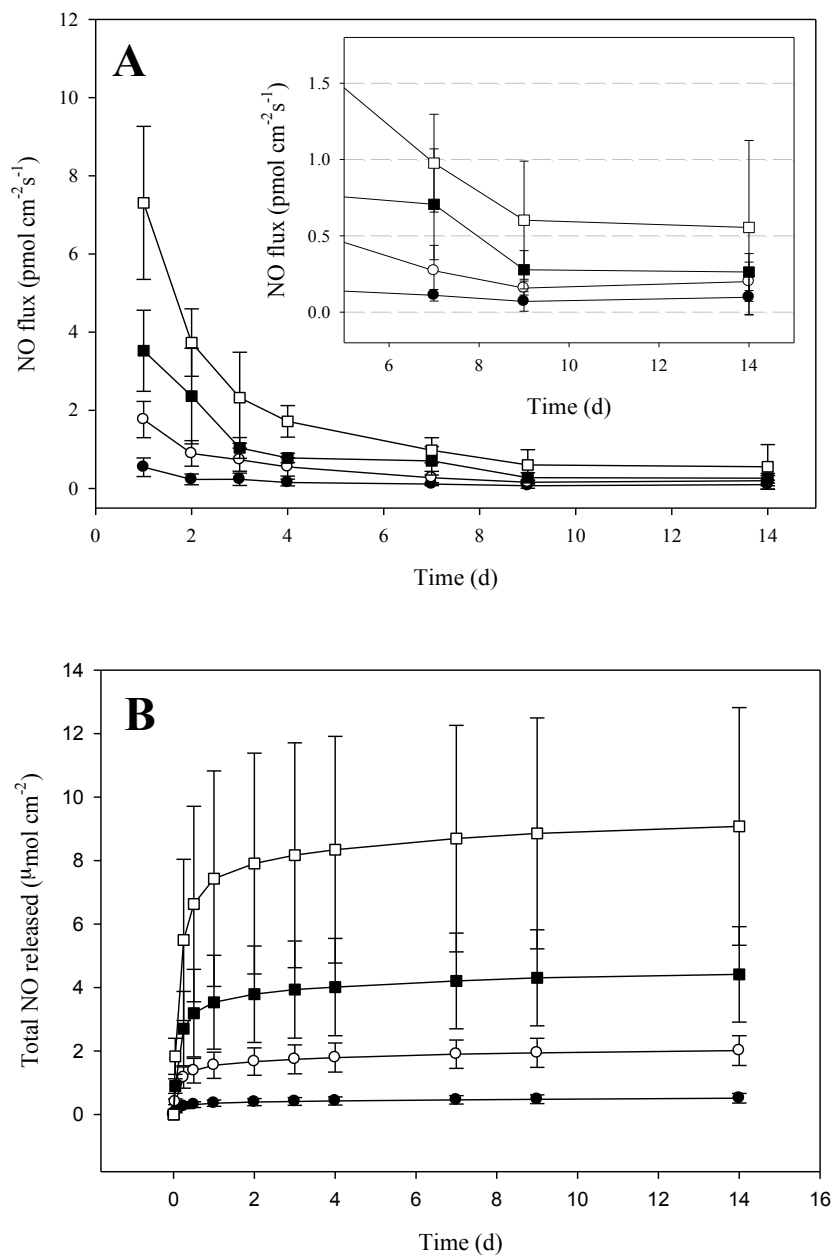 A
NO flux (pmol cm⁻²s⁻¹)
12
10
8
6
4
2
0
0 2 4 6 8 10 12 14
Time (d)
NO flux (pmol cm⁻²s⁻¹)
1.5
1.0
0.5
0.0
6 8 10 12 14
Time (d)
B
Total NO released (μmol cm⁻²)
14
12
10
8
6
4
2
0
0 2 4 6 8 10 12 14 16
Time (d)